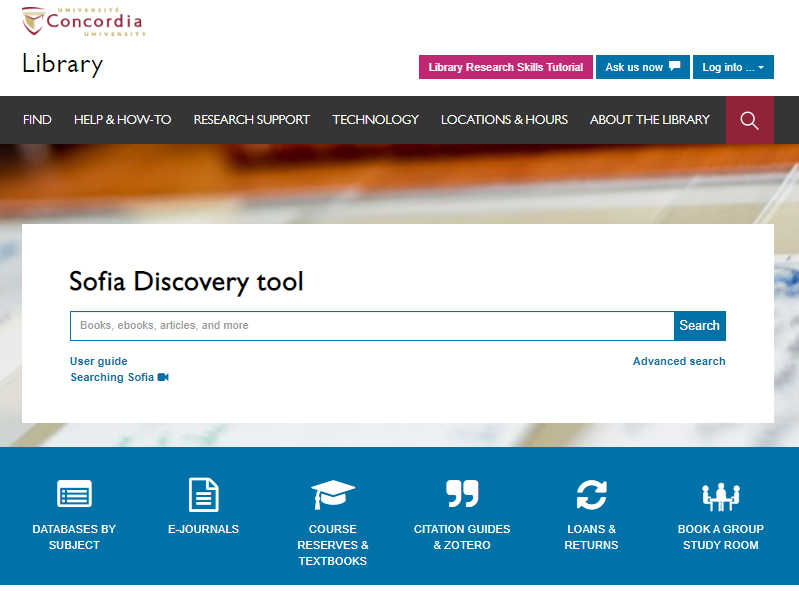 UNIVERSITÉ
Concordia
UNIVERSITY
Library
Library Research Skills Tutorial
Ask us now
Log into ...
FIND
HELP & HOW-TO
RESEARCH SUPPORT
TECHNOLOGY
LOCATIONS & HOURS
ABOUT THE LIBRARY
Sofia Discovery tool
Books, ebooks, articles, and more
Search
User guide
Advanced search
Searching Sofia
DATABASES BY
SUBJECT
E-JOURNALS
COURSE
RESERVES &
TEXTBOOKS
CITATION GUIDES
& ZOTERO
LOANS &
RETURNS
BOOK A GROUP
STUDY ROOM